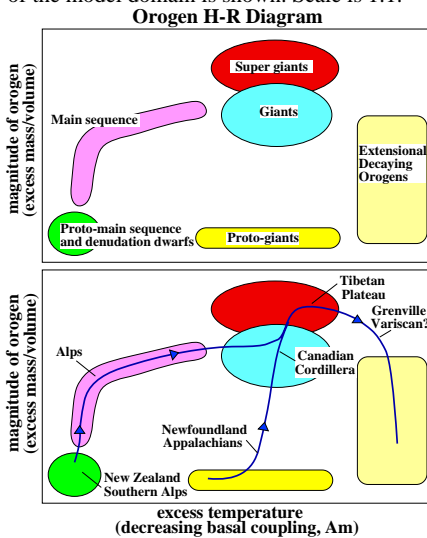 of the model domain is shown. Scale is 1:1.
Orogen H-R Diagram
magnitude of orogen
(excess mass/volume)
Super giants
Giants
Main sequence
Extensional
Decaying
Orogens
Proto-main sequence
and denudation dwarfs
Proto-giants
magnitude of orogen
(excess mass/volume)
Tibetan
Plateau
Grenville
Variscan?
Alps
Canadian
Cordillera
Newfoundland
Appalachians
New Zealand
Southern Alps
excess temperature
(decreasing basal coupling, Am)